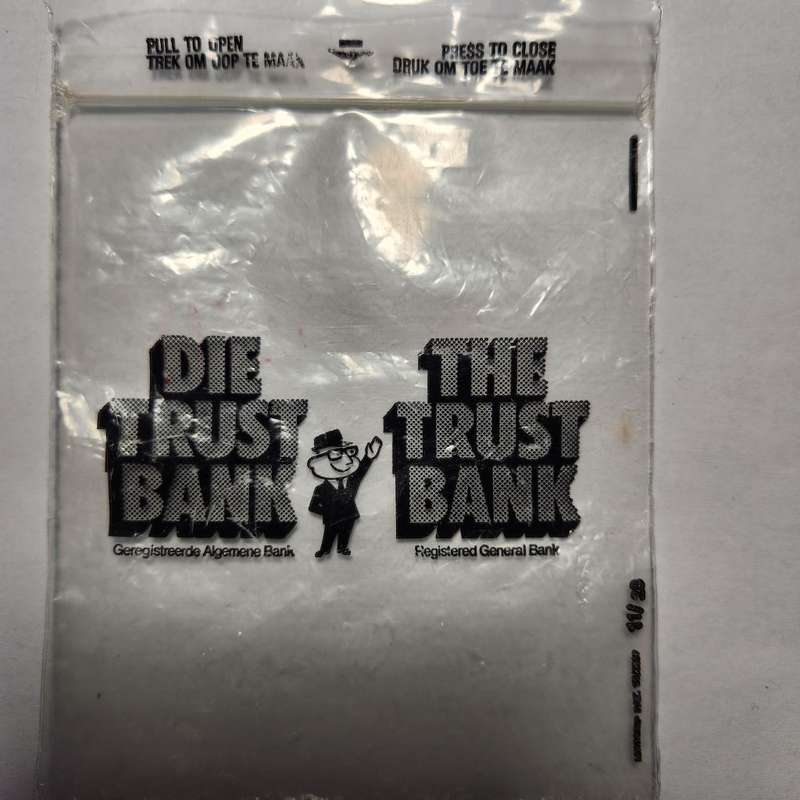 PULL TO OPEN
TREK OM OOP TE MAAK
PRESS TO CLOSE
DRUK OM TOE TE MAAK
DIE
TRUST
BANK
Geregistreerde Algemene Bank
THE
TRUST
BANK
Registered General Bank